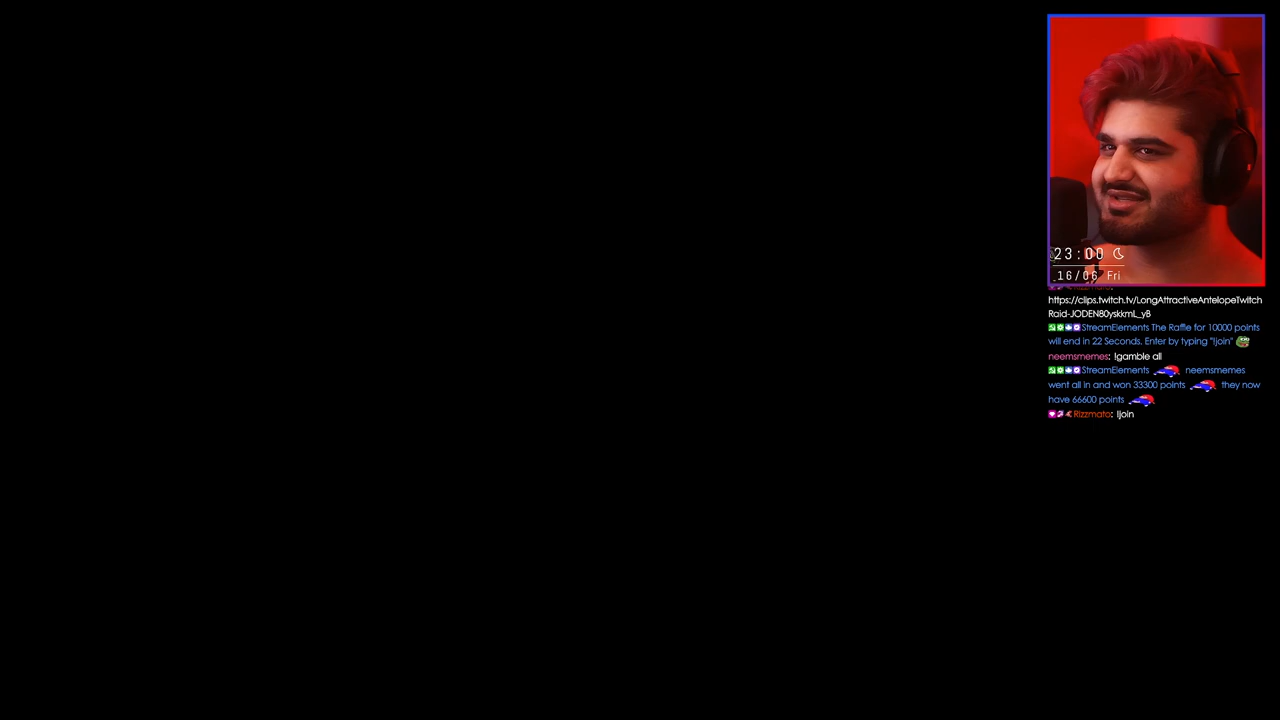 23:00
16/06 Fri
https://clips.twitch.tv/LongAttractiveAntelopeTwitch
Raid-JODEN80yskkmL_yB
StreamElements The Raffle for 10000 points
will end in 22 Seconds. Enter by typing "!join"
neemsmemes: !gamble all
StreamElements neemsmemes
went all in and won 33300 points they now
have 66600 points
Rizzmato: !join